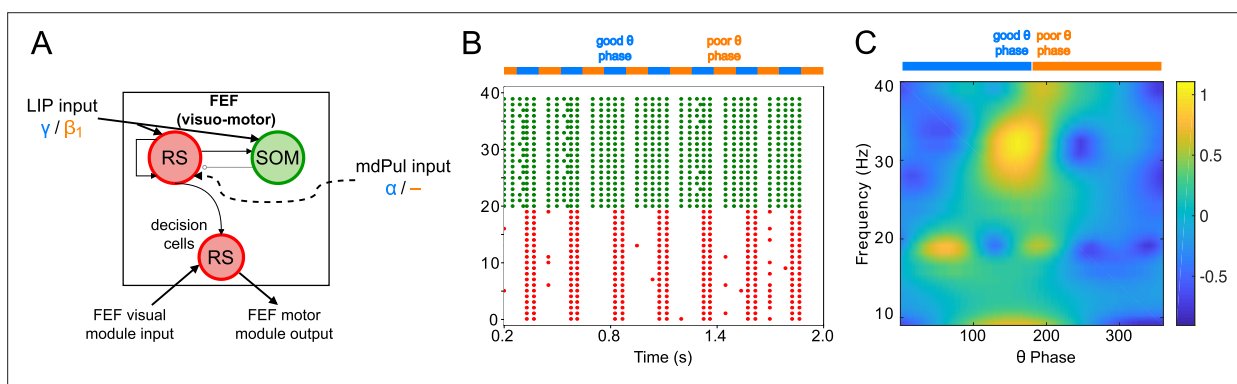 A
LIP input
γ / β1
FEF
(visuo-motor)
RS
SOM
mdPul input
α / –
decision
cells
RS
FEF visual
module input
FEF motor
module output
B
good θ
phase
poor θ
phase
40
30
20
10
0
0.2
0.8
1.4
2.0
Time (s)
C
good θ
phase
poor θ
phase
Frequency (Hz)
40
30
20
10
100
200
300
θ Phase
1
0.5
0
-0.5